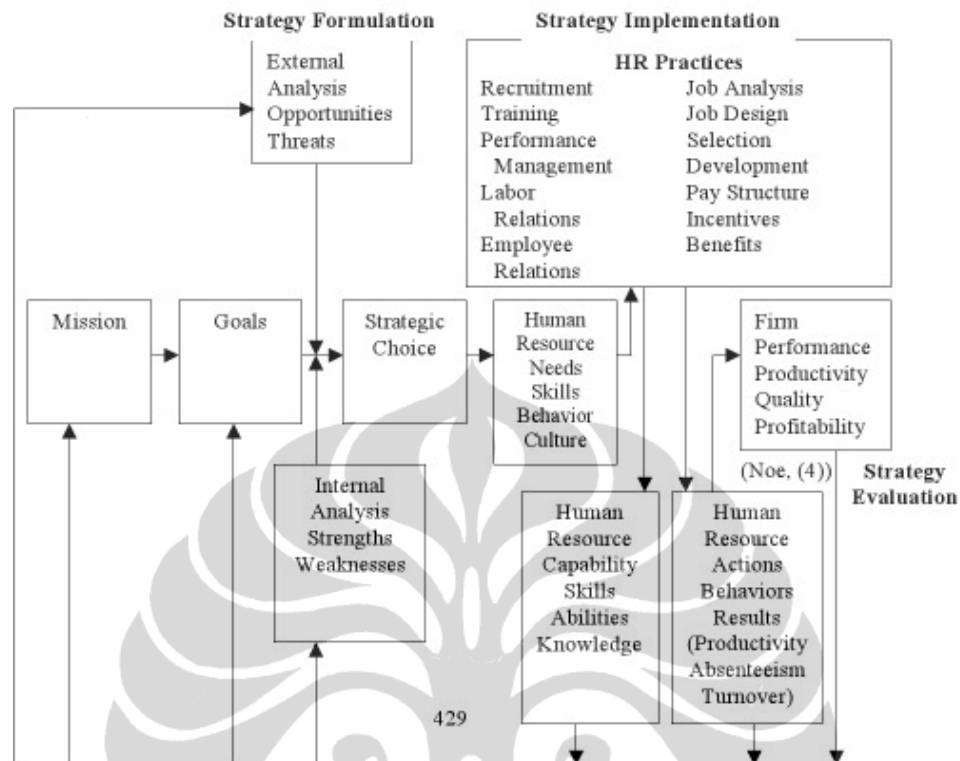 Strategy Formulation
Strategy Implementation
External
Analysis
Opportunities
Threats
HR Practices
Recruitment
Training
Performance
Management
Labor
Relations
Employee
Relations
Job Analysis
Job Design
Selection
Development
Pay Structure
Incentives
Benefits
Mission
Goals
Strategic
Choice
Human
Resource
Needs
Skills
Behavior
Culture
Firm
Performance
Productivity
Quality
Profitability
(Noe, (4))
Strategy
Evaluation
Internal
Analysis
Strengths
Weaknesses
Human
Resource
Capability
Skills
Abilities
Knowledge
Human
Resource
Actions
Behaviors
Results
(Productivity
Absenteeism
Turnover)
429